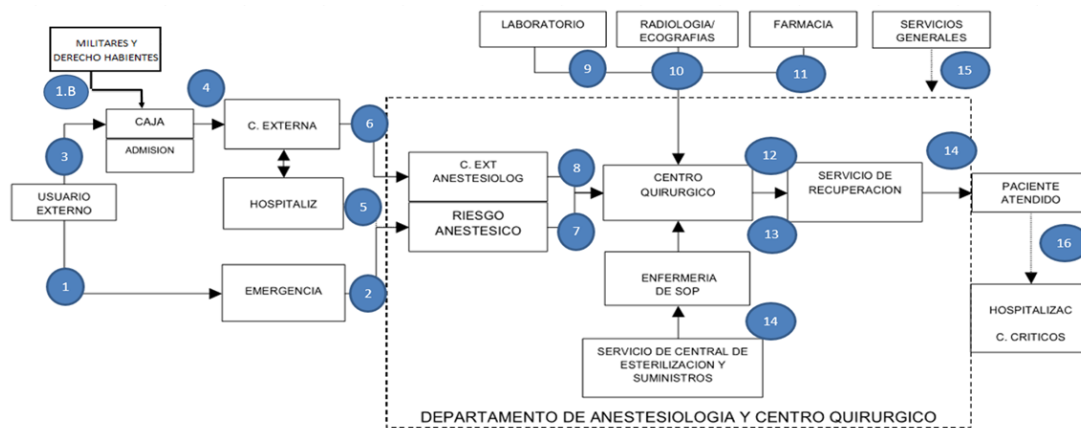 LABORATORIO
RADIOLOGIA/
ECOGRAFIAS
FARMACIA
SERVICIOS
GENERALES
MILITARES Y
DERECHO HABIENTES
1.B
4
9
10
11
15
CAJA
ADMISION
C. EXTERNA
6
3
USUARIO
EXTERNO
HOSPITALIZ
5
C. EXT
ANESTESIOLOG
RIESGO
ANESTESICO
8
7
CENTRO
QUIRURGICO
12
13
SERVICIO DE
RECUPERACION
14
PACIENTE
ATENDIDO
16
1
EMERGENCIA
2
ENFERMERIA
DE SOP
14
SERVICIO DE CENTRAL DE
ESTERILIZACION Y
SUMINISTROS
HOSPITALIZAC
C. CRITICOS
DEPARTAMENTO DE ANESTESIOLOGIA Y CENTRO QUIRURGICO